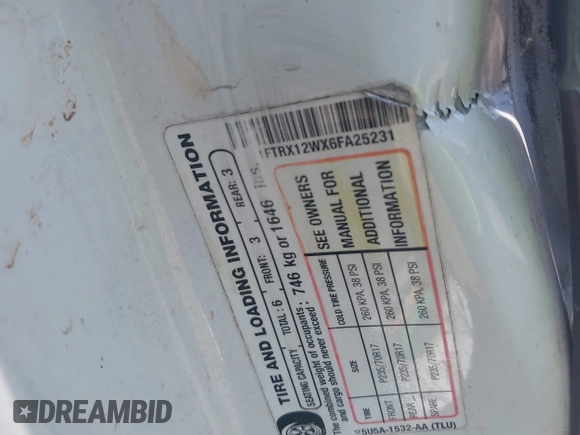 FTRX12WX6FA25231
TIRE AND LOADING INFORMATION
SEATING CAPACITY TOTAL: 6 FRONT: 3 REAR: 3
The combined weight of occupants
and cargo should never exceed : 746 kg or 1646 lbs.
TIRE SIZE COLD TIRE PRESSURE
FRONT P235/70R17 260 KPA, 38 PSI
REAR P235/70R17 260 KPA, 38 PSI
SPARE P235/70R17 260 KPA, 38 PSI
SEE OWNERS
MANUAL FOR
ADDITIONAL
INFORMATION
5U5A-1532-AA (TLU)
DREAMBID